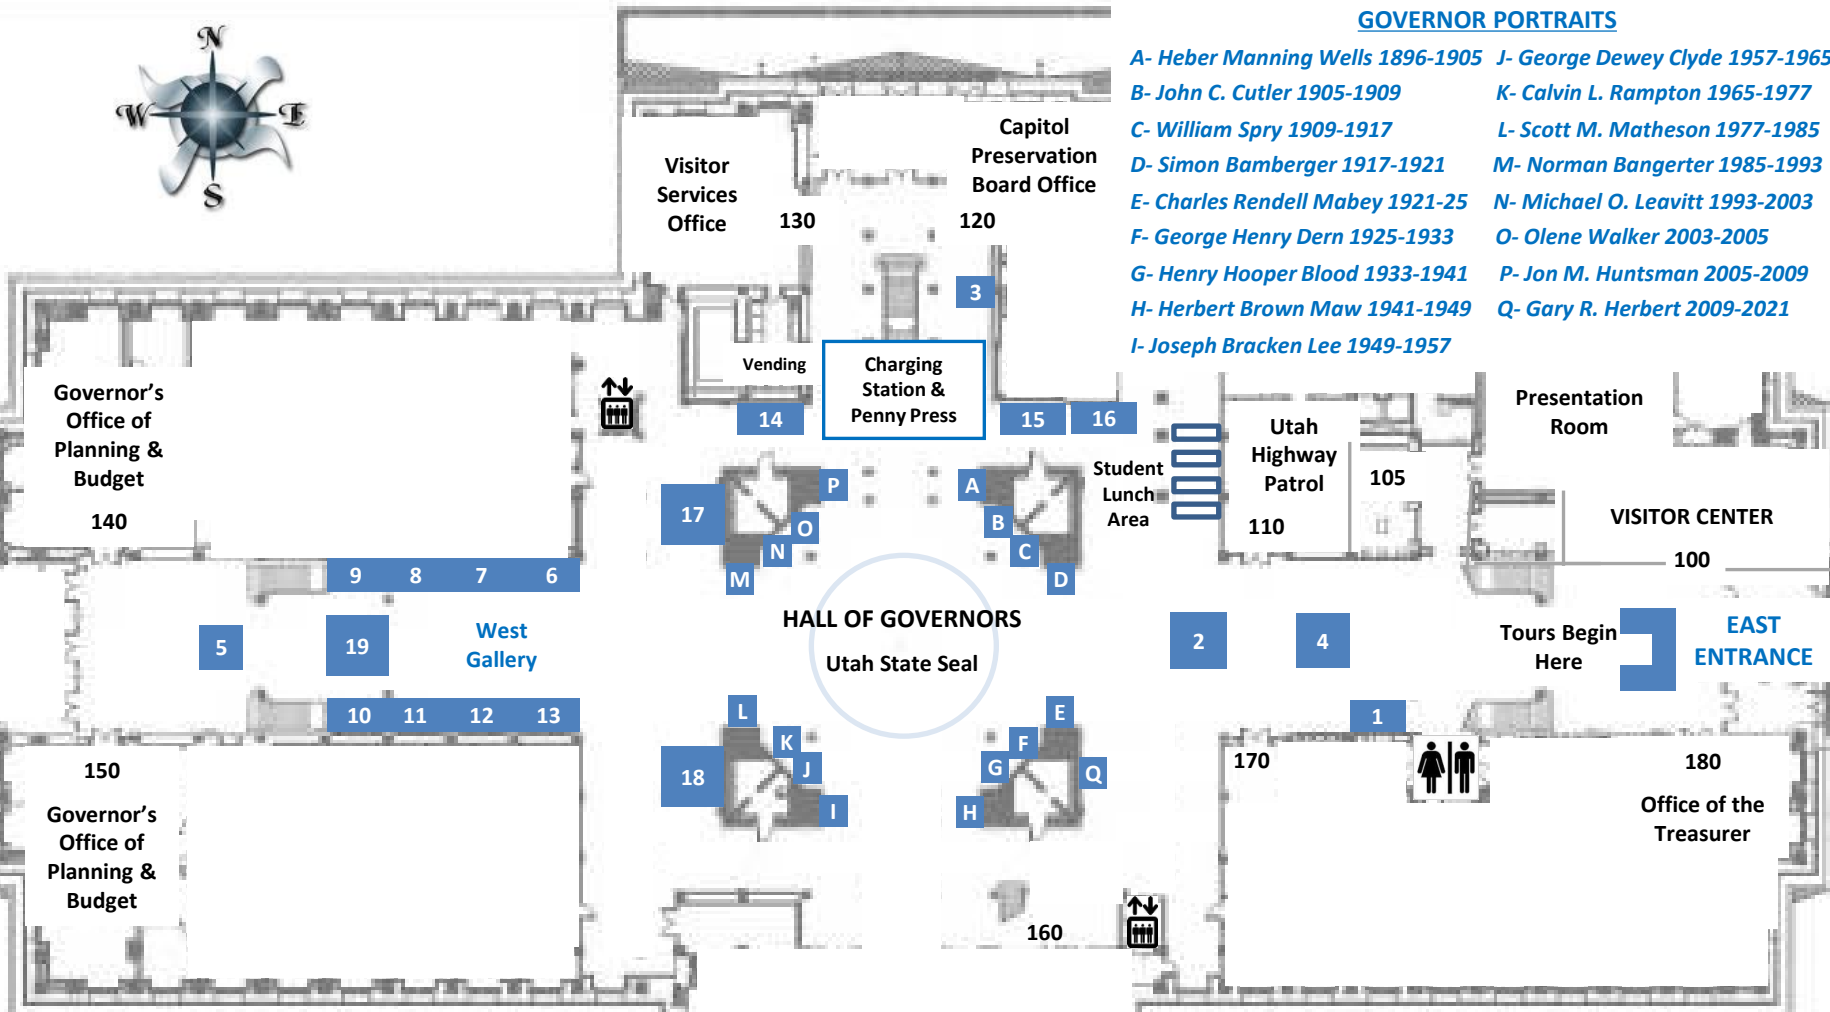 GOVERNOR PORTRAITS
A- Heber Manning Wells 1896-1905
B- John C. Cutler 1905-1909
C- William Spry 1909-1917
D- Simon Bamberger 1917-1921
E- Charles Rendell Mabey 1921-25
F- George Henry Dern 1925-1933
G- Henry Hooper Blood 1933-1941
H- Herbert Brown Maw 1941-1949
I- Joseph Bracken Lee 1949-1957
J- George Dewey Clyde 1957-1965
K- Calvin L. Rampton 1965-1977
L- Scott M. Matheson 1977-1985
M- Norman Bangerter 1985-1993
N- Michael O. Leavitt 1993-2003
O- Olene Walker 2003-2005
P- Jon M. Huntsman 2005-2009
Q- Gary R. Herbert 2009-2021
N
W
E
S
Visitor
Services
Office
130
Capitol
Preservation
Board Office
120
3
Vending
Charging
Station &
Penny Press
14
15
16
Governor's
Office of
Planning &
Budget
140
Student
Lunch
Area
Utah
Highway
Patrol
110
105
Presentation
Room
VISITOR CENTER
100
17
P
O
N
M
A
B
C
D
9
8
7
6
5
19
West
Gallery
10
11
12
13
HALL OF GOVERNORS
Utah State Seal
2
4
1
Tours Begin
Here
EAST
ENTRANCE
18
L
K
J
I
E
F
G
H
Q
150
Governor's
Office of
Planning &
Budget
160
170
180
Office of the
Treasurer